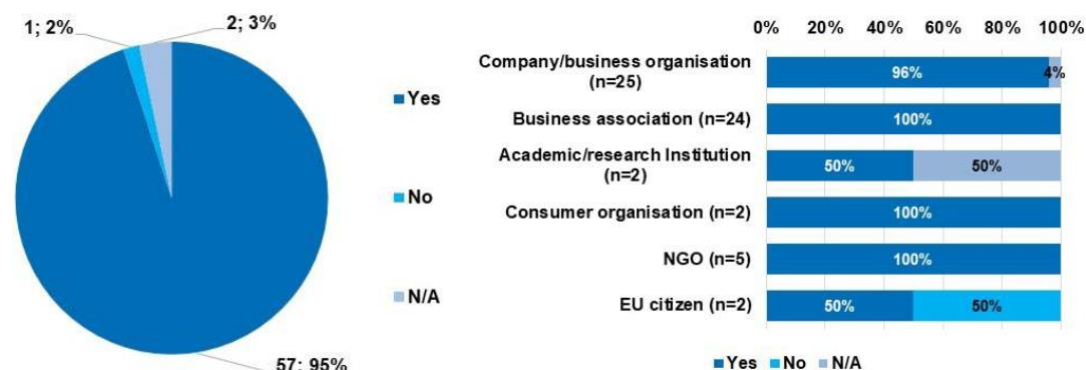 1; 2%
2; 3%
Yes
No
N/A
57; 95%
0% 20% 40% 60% 80% 100%
Company/business organisation
(n=25)
96%
4%
Business association (n=24)
100%
Academic/research Institution
(n=2)
50%
50%
Consumer organisation (n=2)
100%
NGO (n=5)
100%
EU citizen (n=2)
50%
50%
Yes No N/A